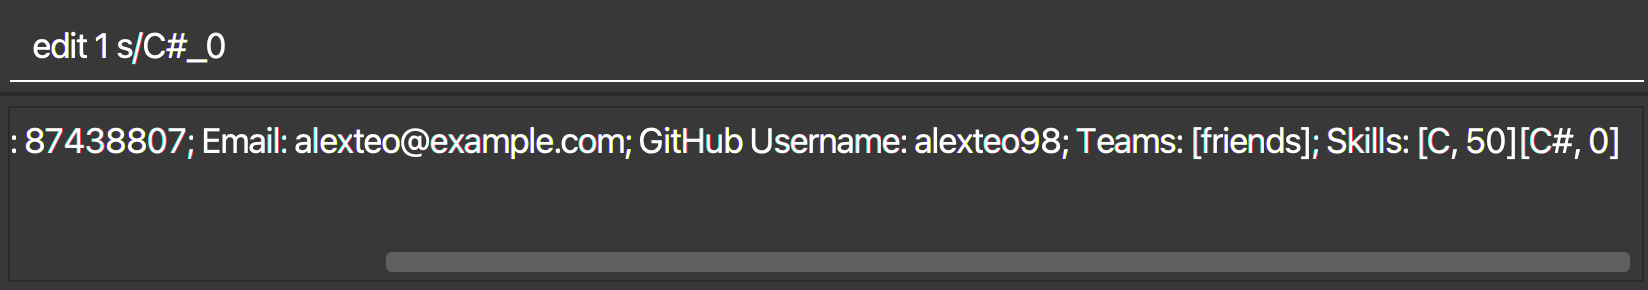 edit 1 s/C#_0
: 87438807; Email: alexteo@example.com; GitHub Username: alexteo98; Teams: [friends]; Skills: [C, 50][C#, 0]